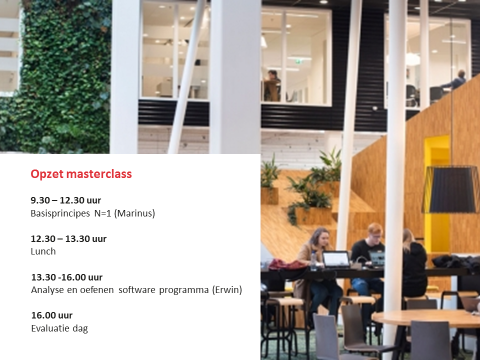 Opzet masterclass
9.30 – 12.30 uur
Basisprincipes N=1 (Marinus)
12.30 – 13.30 uur
Lunch
13.30 -16.00 uur
Analyse en oefenen software programma (Erwin)
16.00 uur
Evaluatie dag